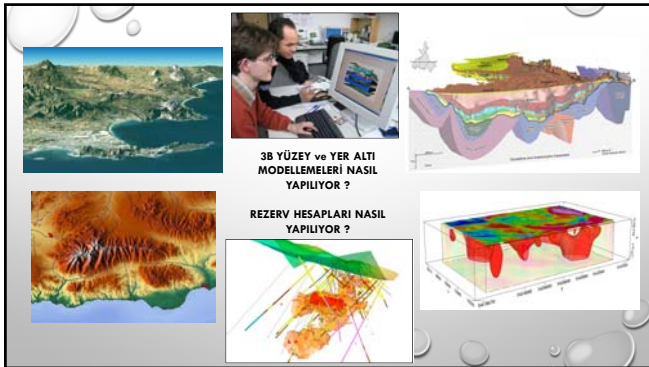 3B YÜZEY ve YER ALTI
MODELLEMELERİ NASIL
YAPILIYOR ?
REZERV HESAPLARI NASIL
YAPILIYOR ?